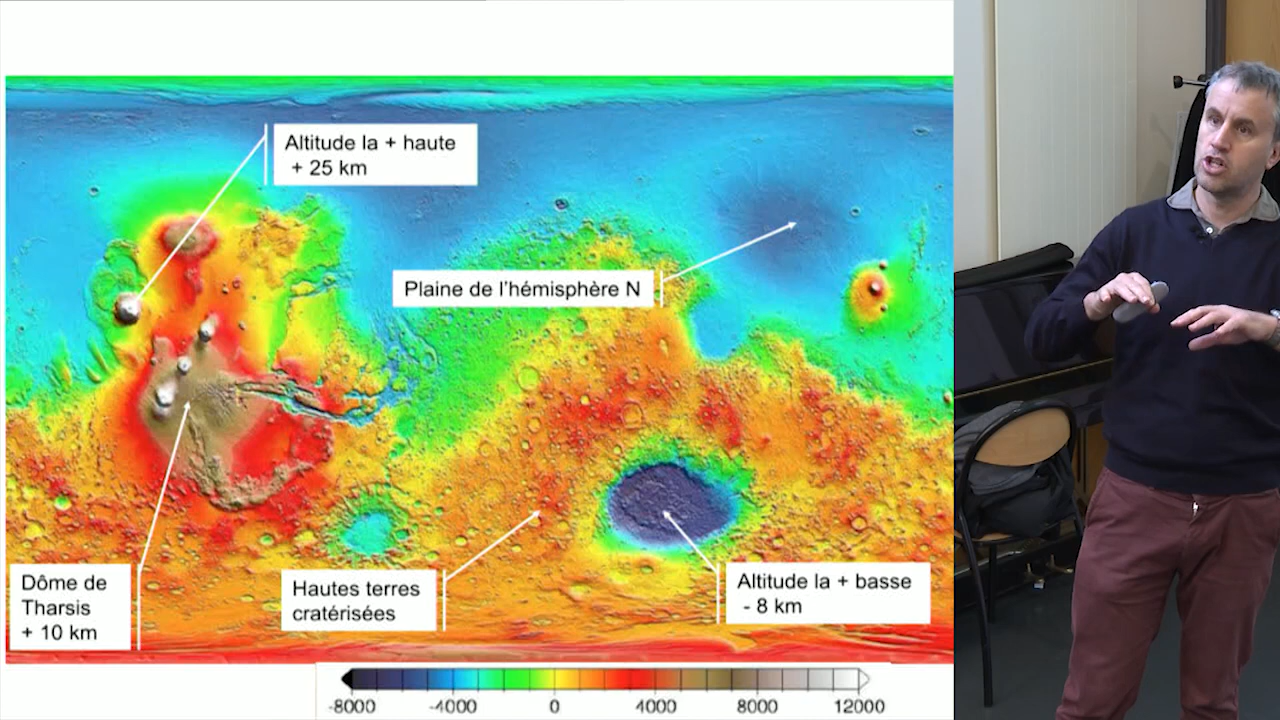 Altitude la + haute
+ 25 km
Plaine de l'hémisphère N
Dôme de
Tharsis
+ 10 km
Hautes terres
cratérisées
Altitude la + basse
- 8 km
-8000 -4000 0 4000 8000 12000